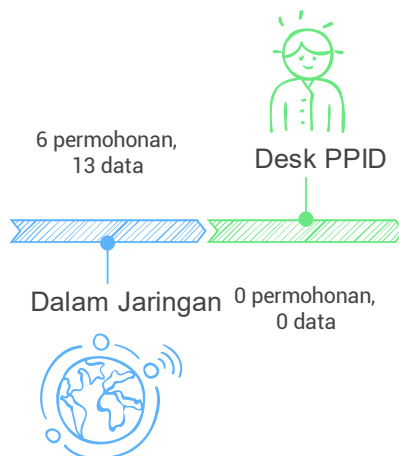 6 permohonan,
13 data
Desk PPID
Dalam Jaringan
0 permohonan,
0 data